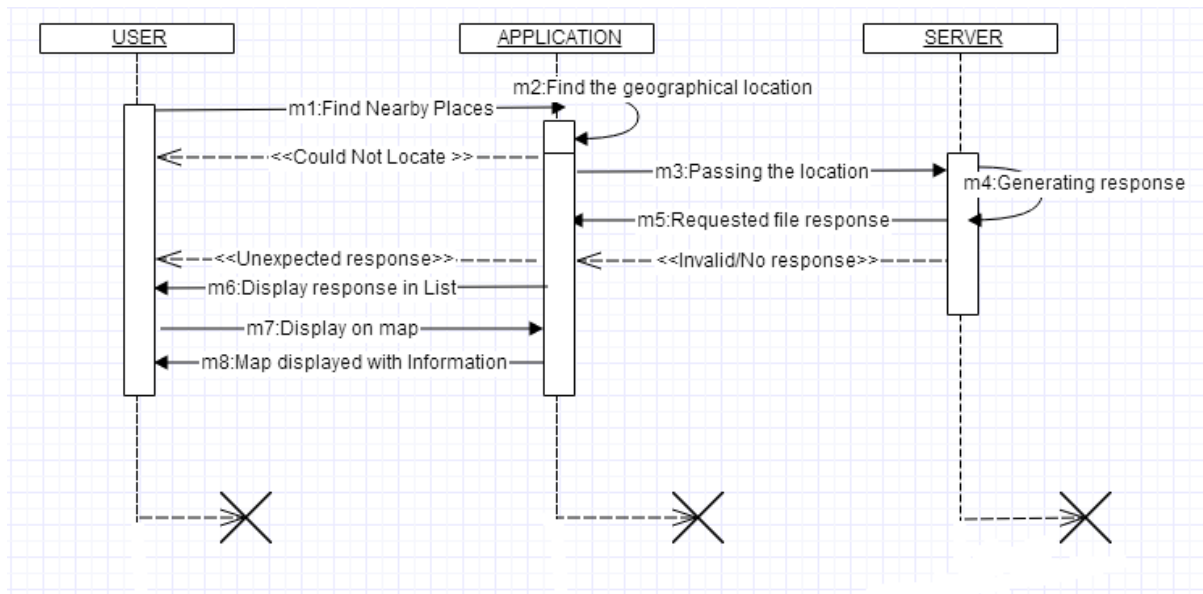 USER
APPLICATION
SERVER
m2:Find the geographical location
m1:Find Nearby Places
<<Could Not Locate >>
m3:Passing the location
m4:Generating response
m5:Requested file response
<<Unexpected response>>
<<Invalid/No response>>
m6:Display response in List
m7:Display on map
m8:Map displayed with Information